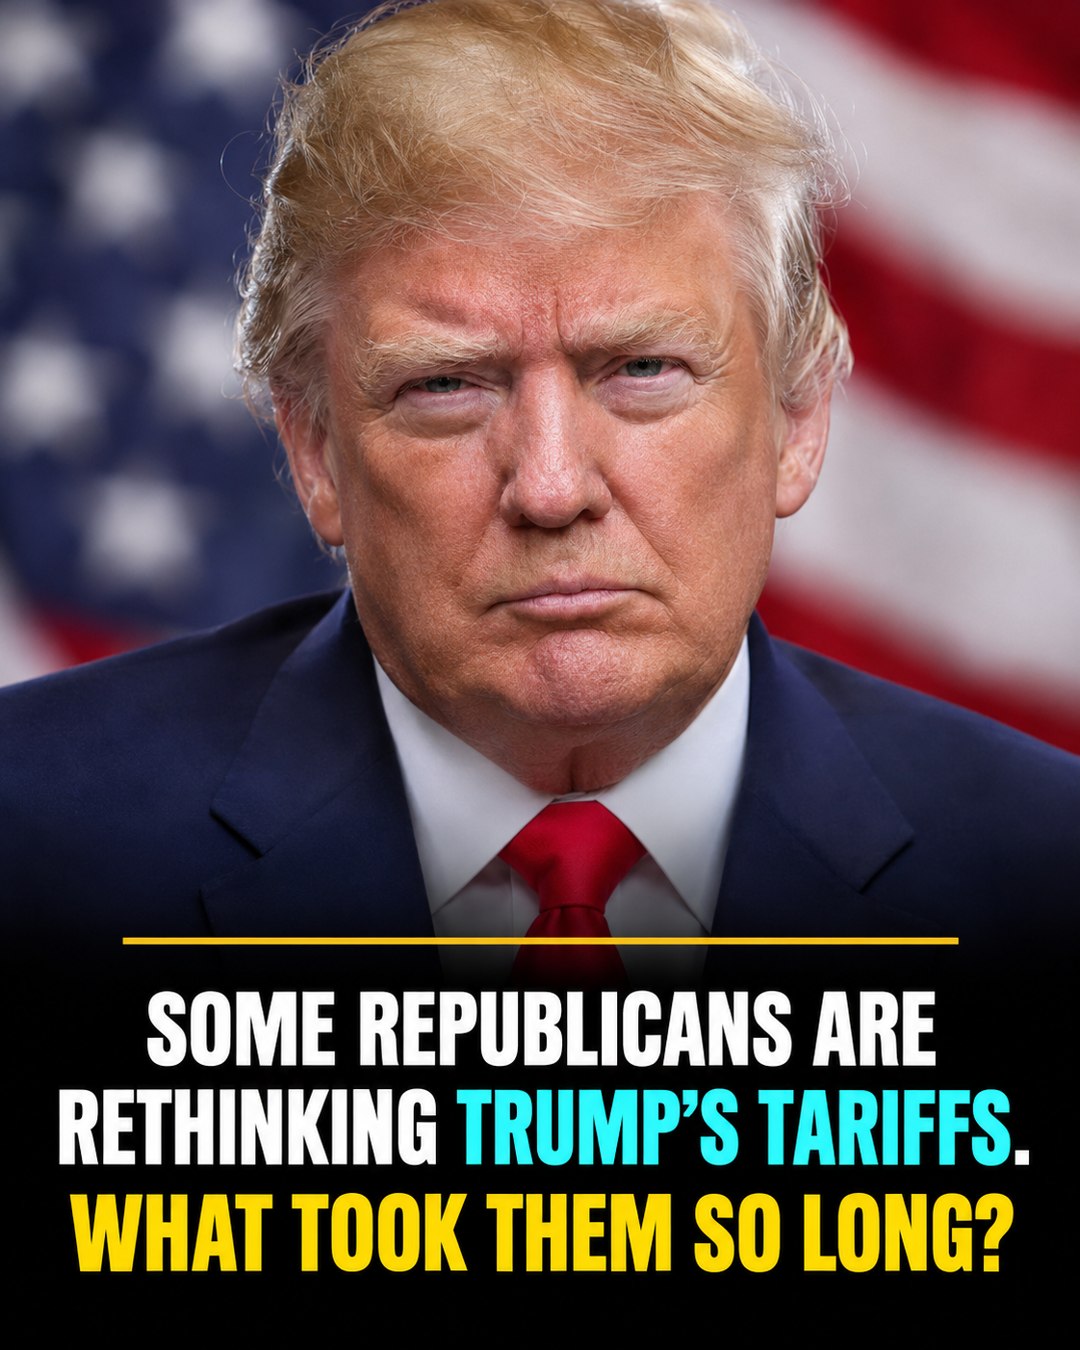 SOME REPUBLICANS ARE
RETHINKING TRUMP’S TARIFFS.
WHAT TOOK THEM SO LONG?